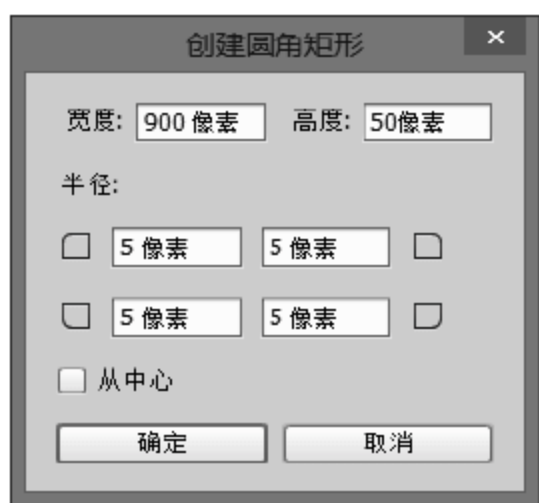 创建圆角矩形
宽度: 900 像素 高度: 50像素
半径:
5 像素 5 像素
5 像素 5 像素
从中心
确定 取消